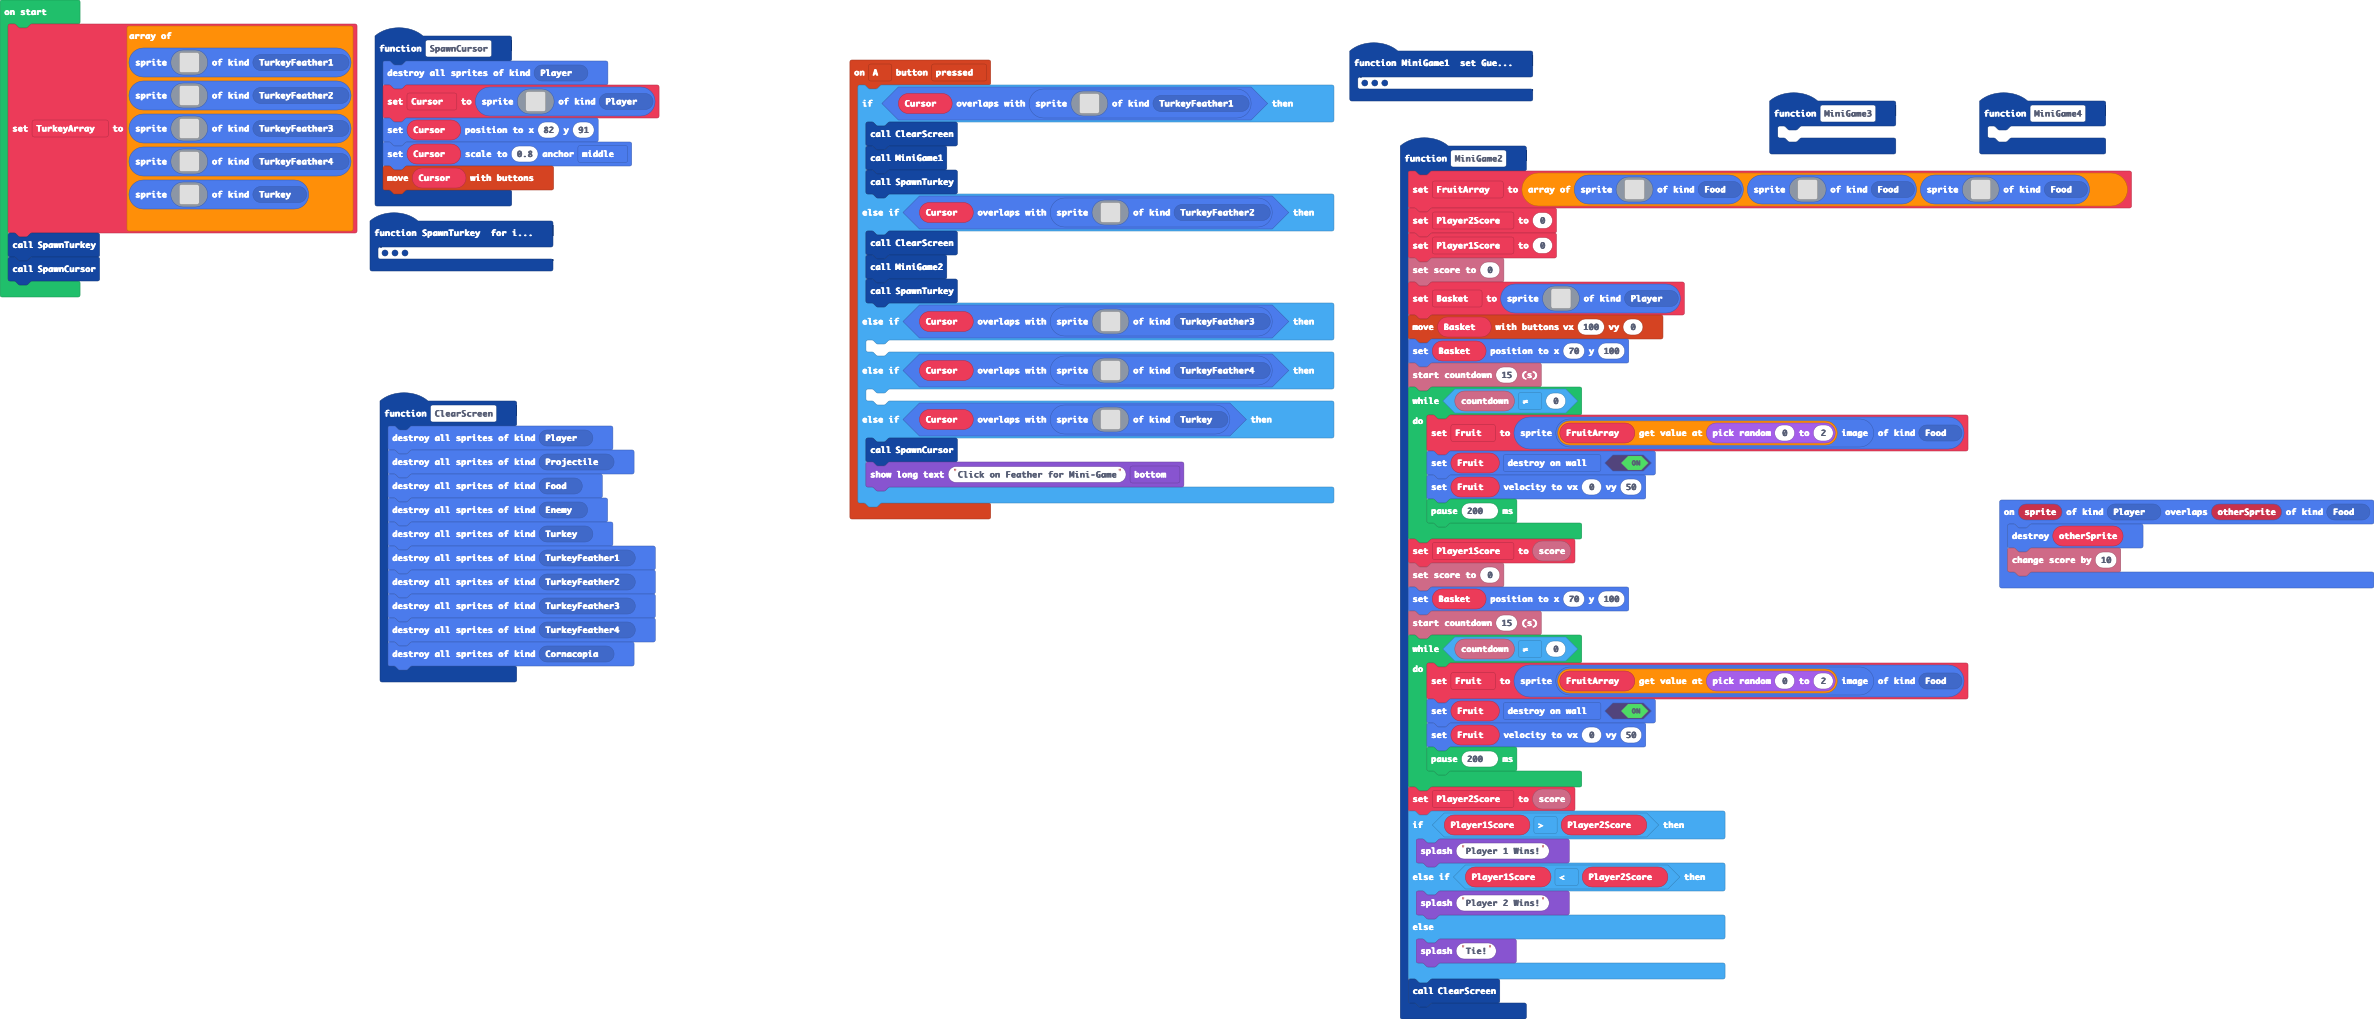 on start
set TurkeyArray to array of
sprite of kind TurkeyFeather1
sprite of kind TurkeyFeather2
sprite of kind TurkeyFeather3
sprite of kind TurkeyFeather4
sprite of kind Turkey
call SpawnTurkey
call SpawnCursor
function SpawnCursor
destroy all sprites of kind Player
set Cursor to sprite of kind Player
set Cursor position to x 82 y 91
set Cursor scale to 0.8 anchor middle
move Cursor with buttons
function SpawnTurkey for i...
function ClearScreen
destroy all sprites of kind Player
destroy all sprites of kind Projectile
destroy all sprites of kind Food
destroy all sprites of kind Enemy
destroy all sprites of kind Turkey
destroy all sprites of kind TurkeyFeather1
destroy all sprites of kind TurkeyFeather2
destroy all sprites of kind TurkeyFeather3
destroy all sprites of kind TurkeyFeather4
destroy all sprites of kind Cornacopia
on A button pressed
if Cursor overlaps with sprite of kind TurkeyFeather1 then
call ClearScreen
call MiniGame1
call SpawnTurkey
else if Cursor overlaps with sprite of kind TurkeyFeather2 then
call ClearScreen
call MiniGame2
call SpawnTurkey
else if Cursor overlaps with sprite of kind TurkeyFeather3 then
else if Cursor overlaps with sprite of kind TurkeyFeather4 then
else if Cursor overlaps with sprite of kind Turkey then
call SpawnCursor
show long text "Click on Feather for Mini-Game" bottom
function MiniGame1 set Gue...
function MiniGame2
set FruitArray to array of sprite of kind Food sprite of kind Food sprite of kind Food
set Player2Score to 0
set Player1Score to 0
set score to 0
set Basket to sprite of kind Player
move Basket with buttons vx 100 vy 0
set Basket position to x 70 y 100
start countdown 15 (s)
while countdown ≠ 0
do set Fruit to sprite FruitArray get value at pick random 0 to 2 image of kind Food
set Fruit destroy on wall ON
set Fruit velocity to vx 0 vy 50
pause 200 ms
set Player1Score to score
set score to 0
set Basket position to x 70 y 100
start countdown 15 (s)
while countdown ≠ 0
do set Fruit to sprite FruitArray get value at pick random 0 to 2 image of kind Food
set Fruit destroy on wall ON
set Fruit velocity to vx 0 vy 50
pause 200 ms
set Player2Score to score
if Player1Score > Player2Score then
splash "Player 1 Wins!"
else if Player1Score < Player2Score then
splash "Player 2 Wins!"
else
splash "Tie!"
call ClearScreen
function MiniGame3
function MiniGame4
on sprite of kind Player overlaps otherSprite of kind Food
destroy otherSprite
change score by 10